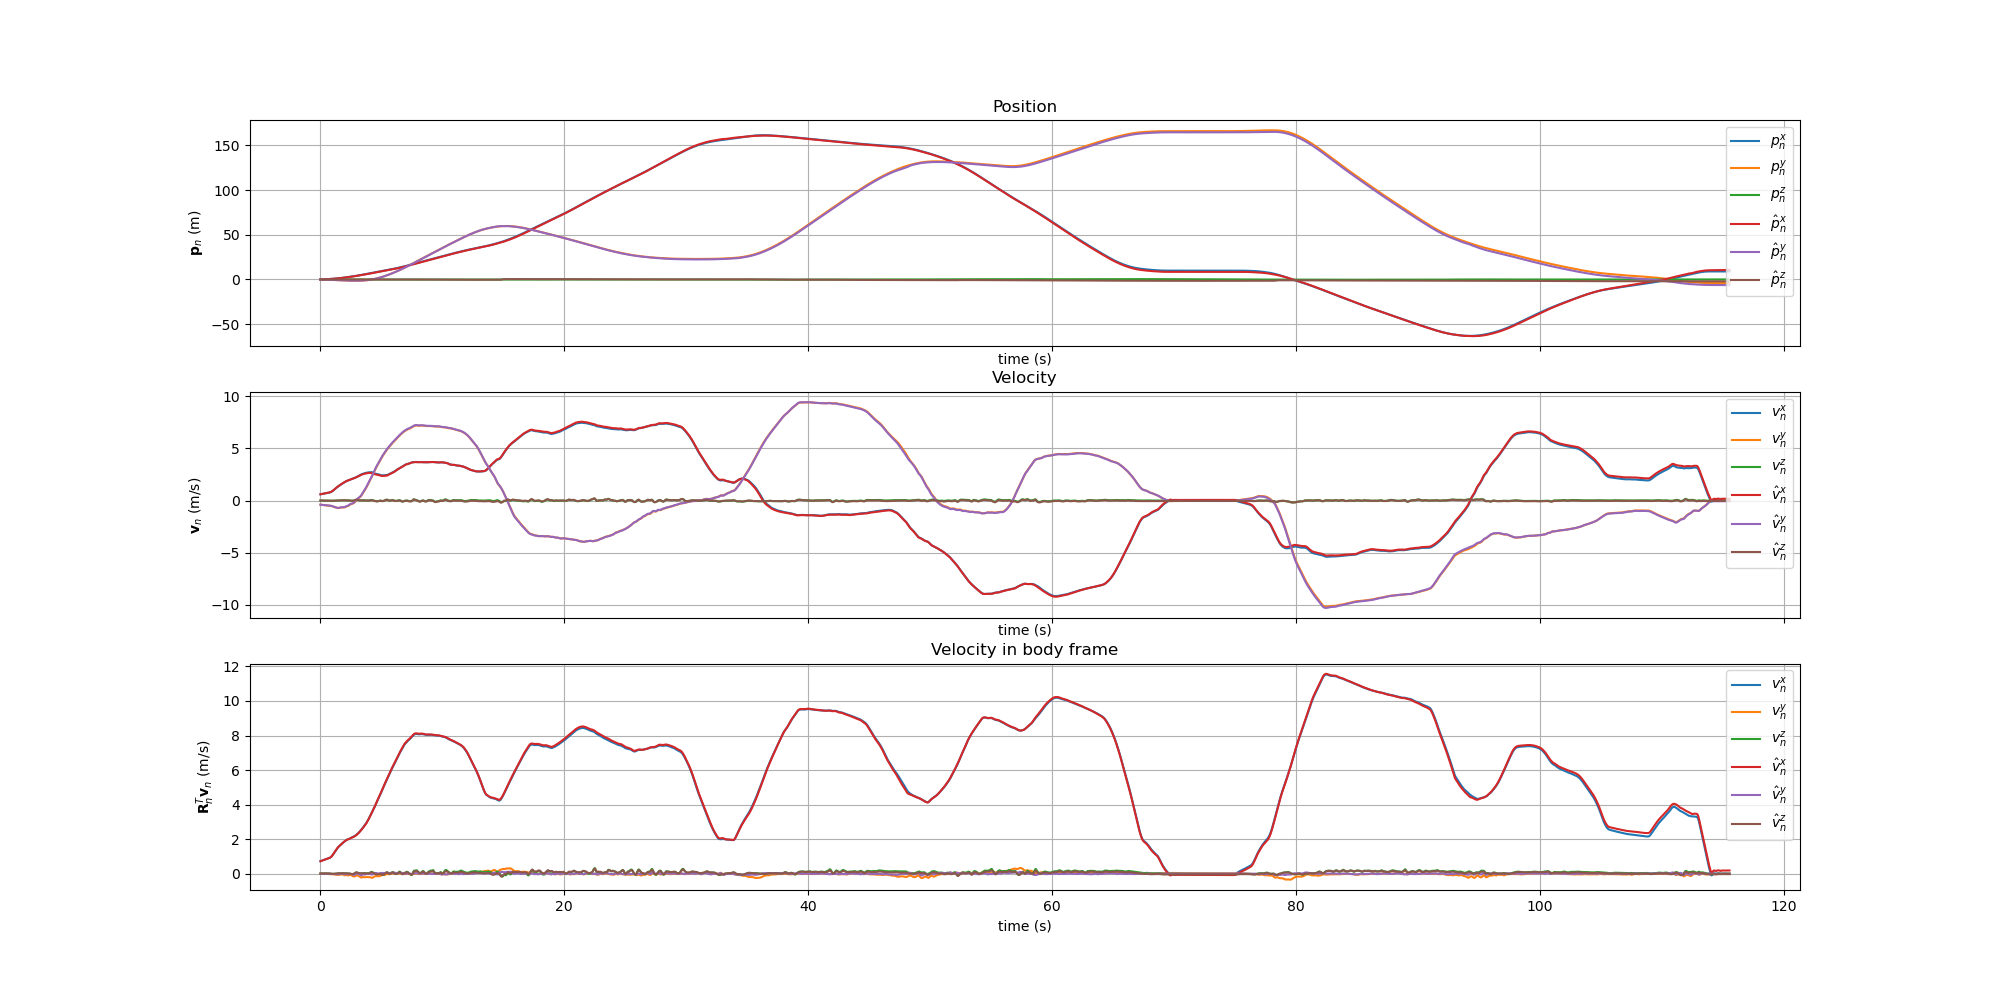 Position
150
100
50
0
−50
p_n (m)
time (s)
p_n^x
p_n^y
p_n^z
p̂_n^x
p̂_n^y
p̂_n^z
Velocity
10
5
0
−5
−10
v_n (m/s)
time (s)
v_n^x
v_n^y
v_n^z
v̂_n^x
v̂_n^y
v̂_n^z
Velocity in body frame
12
10
8
6
4
2
0
R_n^T v_n (m/s)
v_n^x
v_n^y
v_n^z
v̂_n^x
v̂_n^y
v̂_n^z
0 20 40 60 80 100 120
time (s)